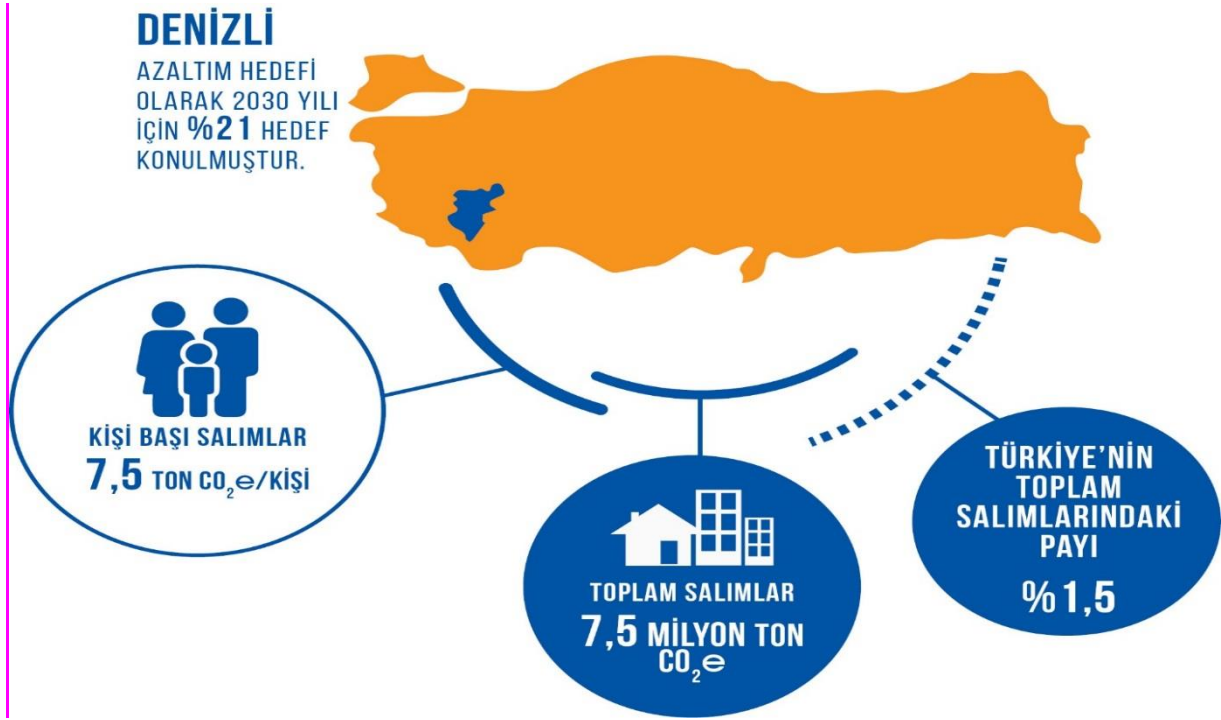 DENİZLİ
AZALTIM HEDEFİ
OLARAK 2030 YILI
İÇİN %21 HEDEF
KONULMUŞTUR.
KİŞİ BAŞI SALIMLAR
7,5 TON CO₂e/KİŞİ
TOPLAM SALIMLAR
7,5 MİLYON TON
CO₂e
TÜRKİYE'NİN
TOPLAM
SALIMLARINDAKİ
PAYI
%1,5